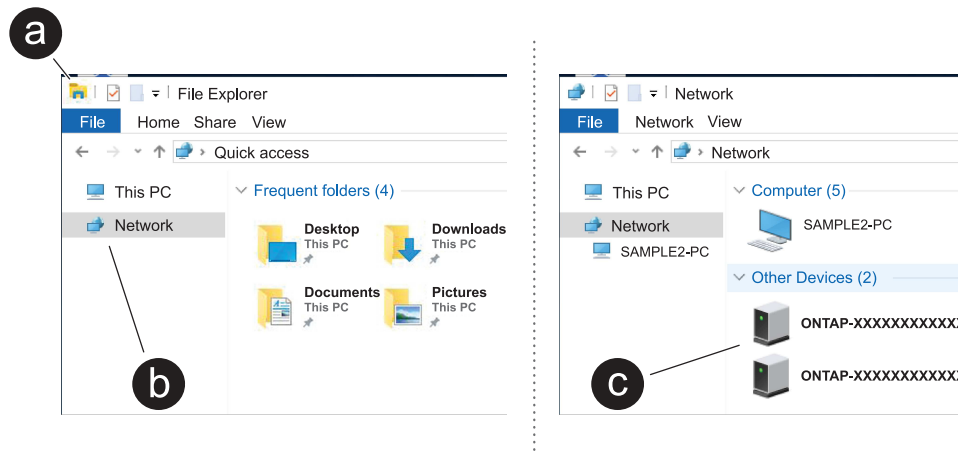 a
File Explorer
File Home Share View
Quick access
This PC
Network
Frequent folders (4)
Desktop
This PC
Downloads
This PC
Documents
This PC
Pictures
This PC
b
Network
File Network View
Network
This PC
Network
SAMPLE2-PC
Computer (5)
SAMPLE2-PC
Other Devices (2)
ONTAP-XXXXXXXXXXXX
ONTAP-XXXXXXXXXXXX
c